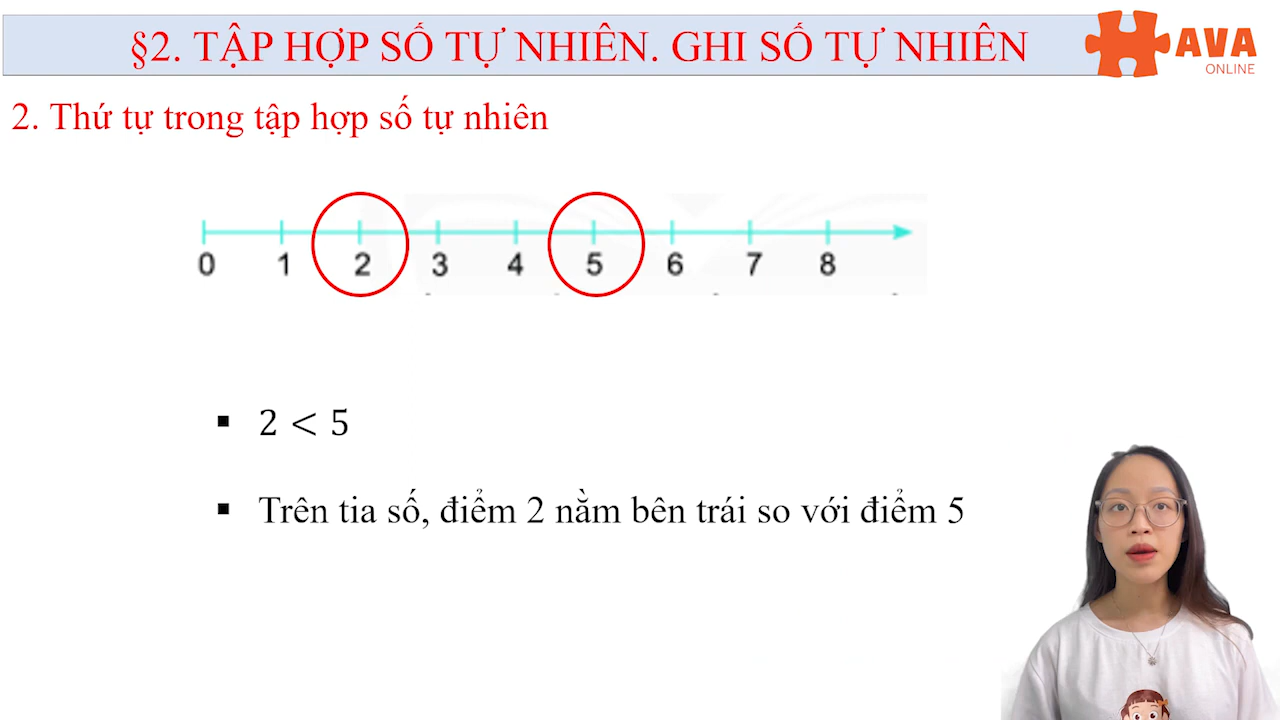 §2. TẬP HỢP SỐ TỰ NHIÊN. GHI SỐ TỰ NHIÊN
AVA
ONLINE
2. Thứ tự trong tập hợp số tự nhiên
0 1 2 3 4 5 6 7 8
▪ 2 < 5
▪ Trên tia số, điểm 2 nằm bên trái so với điểm 5